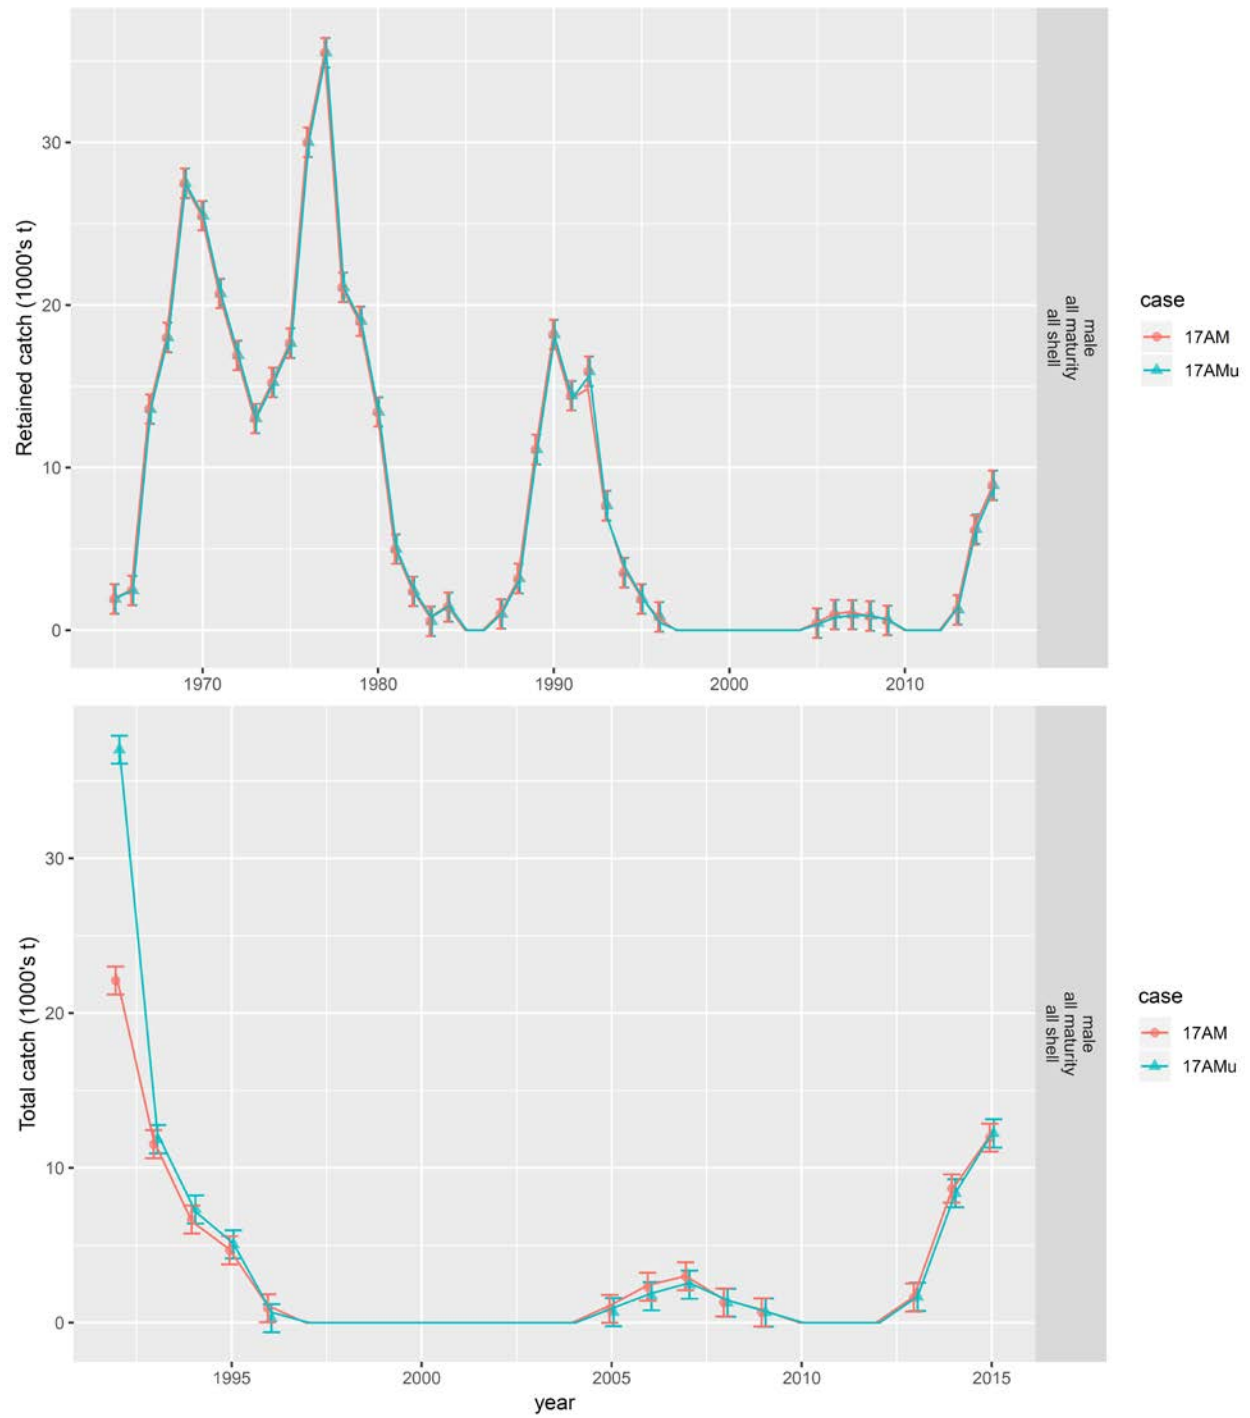 Retained catch (1000's t)
30
20
10
0
1970
1980
1990
2000
2010
male
all maturity
all shell
case
17AM
17AMu
Total catch (1000's t)
30
20
10
0
1995
2000
2005
2010
2015
year
male
all maturity
all shell
case
17AM
17AMu